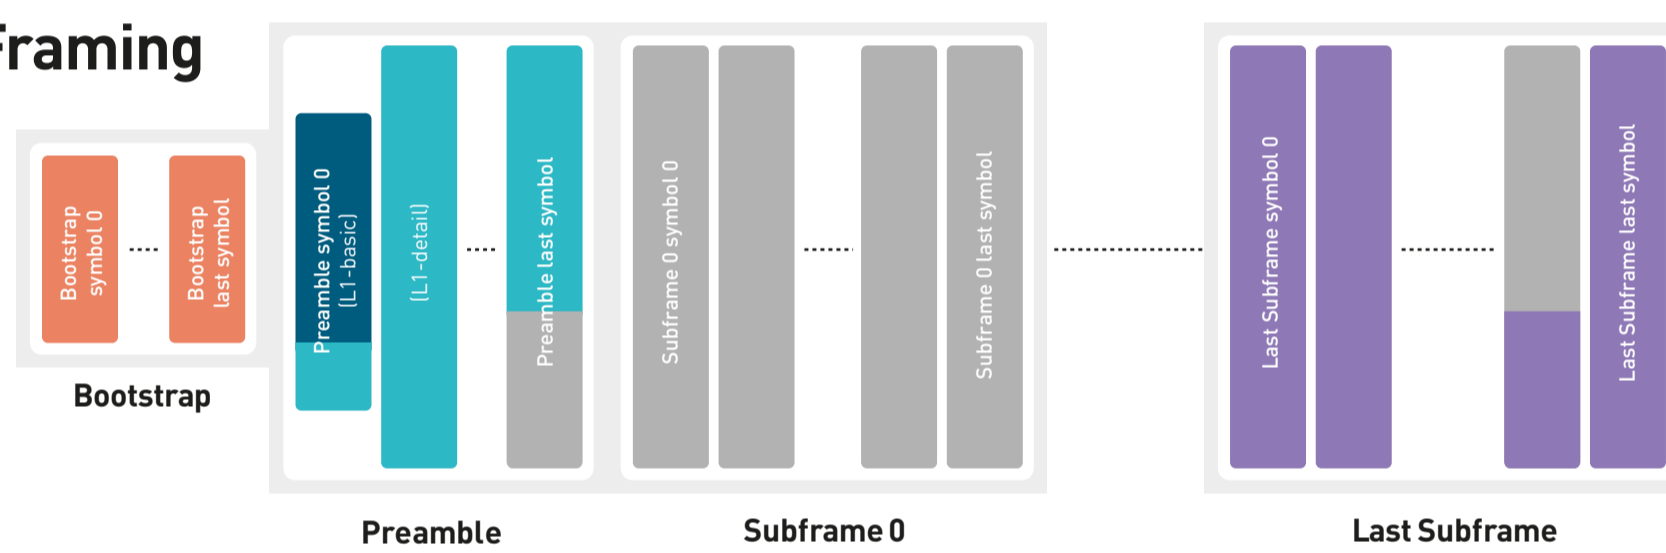 Framing
Bootstrap
symbol 0
Bootstrap
last symbol
Preamble symbol 0
(L1-basic)
(L1-detail)
Preamble last symbol
Subframe 0 symbol 0
Subframe 0 last symbol
Last Subframe symbol 0
Last Subframe last symbol
Bootstrap
Preamble
Subframe 0
Last Subframe